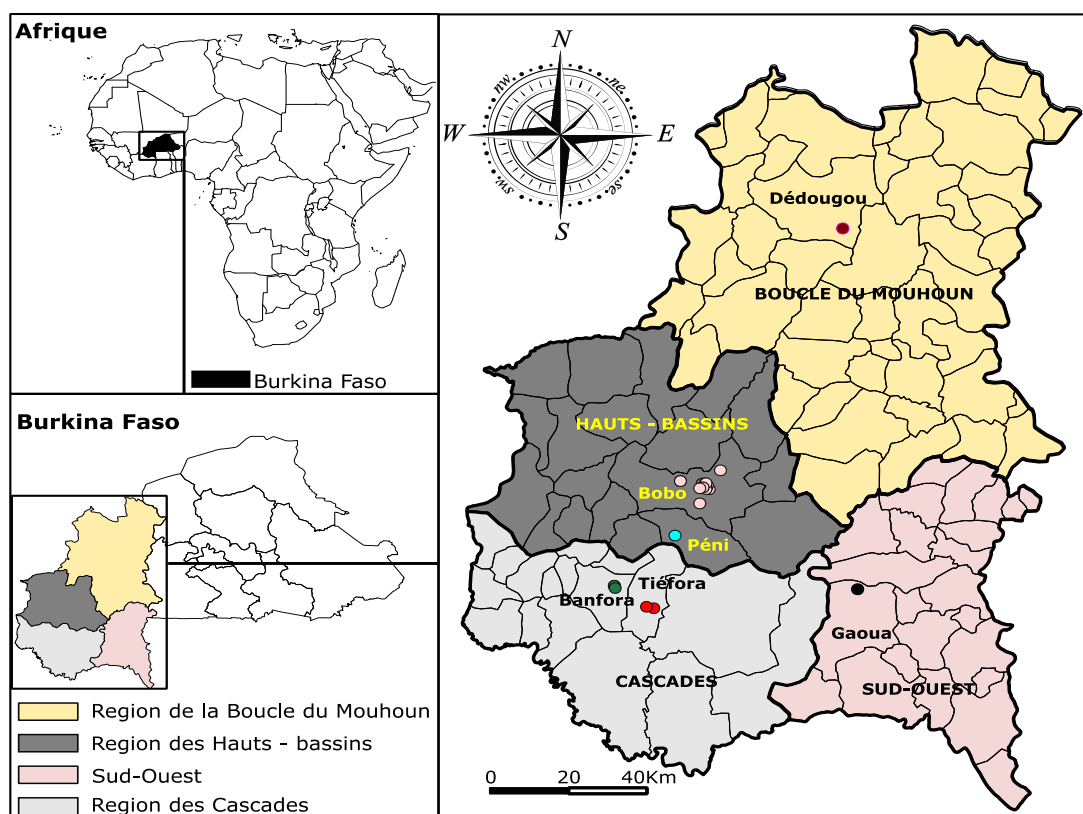 Afrique
Burkina Faso
Burkina Faso
Region de la Boucle du Mouhoun
Region des Hauts - bassins
Sud-Ouest
Region des Cascades
N
nw
ne
W
E
sw
se
S
Dédougou
BOUCLE DU MOUHOUN
HAUTS - BASSINS
Bobo
Péni
Tiéfora
Banfora
Gaoua
CASCADES
SUD-OUEST
0 20 40Km